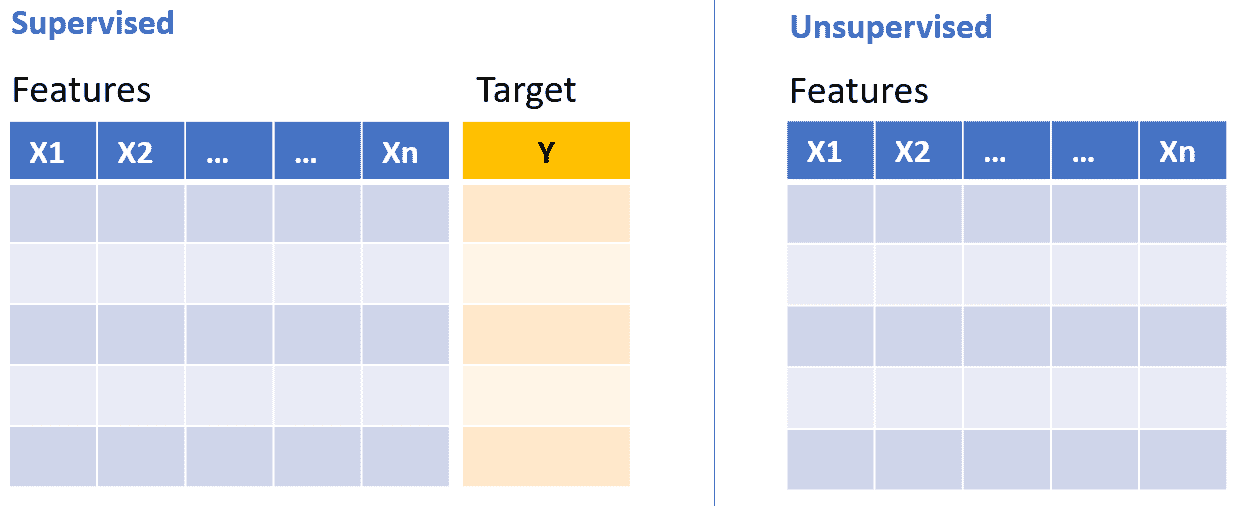 Supervised
Features Target
X1 X2 ... ... Xn Y
Unsupervised
Features
X1 X2 ... ... Xn